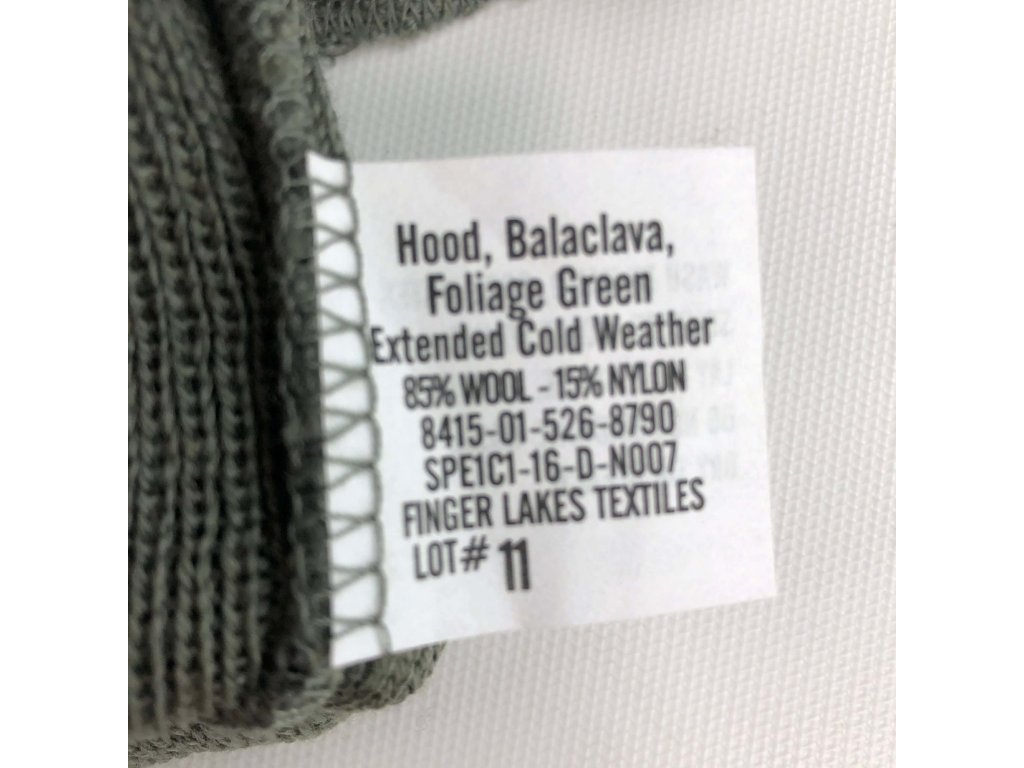 Hood, Balaclava,
Foliage Green
Extended Cold Weather
85% WOOL - 15% NYLON
8415-01-526-8790
SPE1C1-16-D-N007
FINGER LAKES TEXTILES
LOT# 11